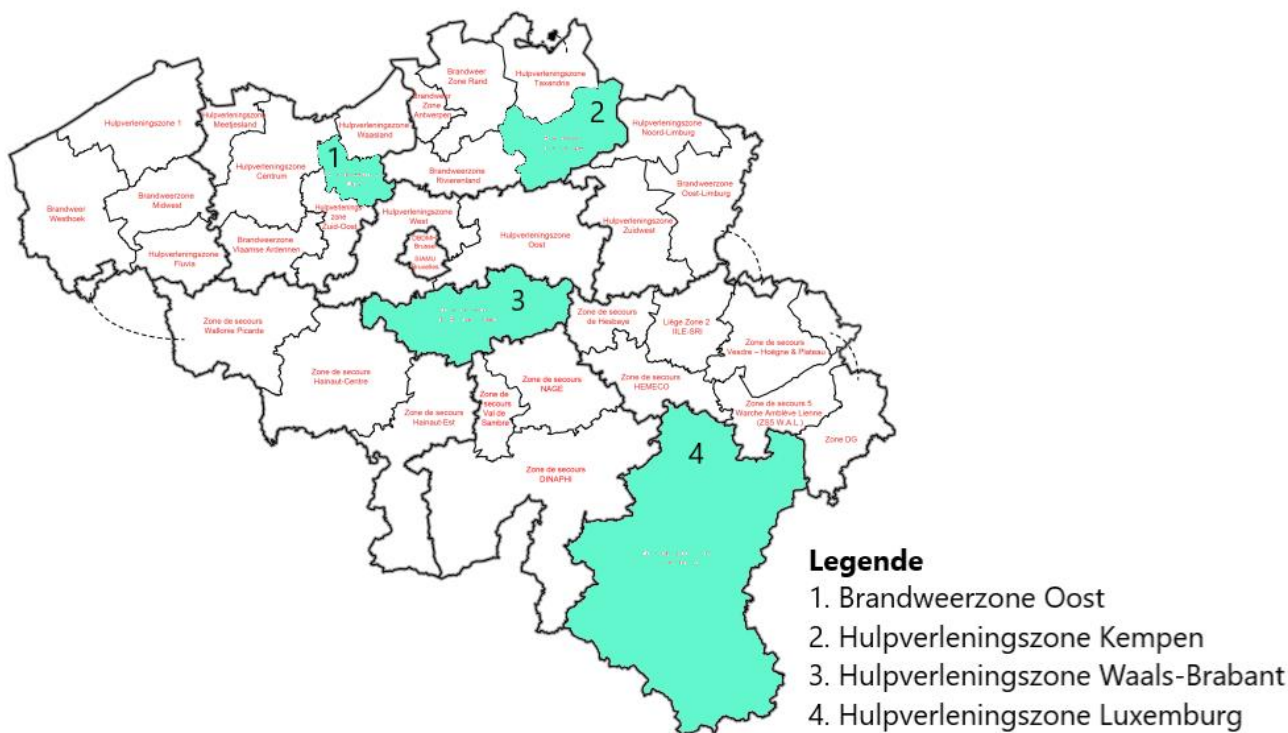 Hulpverleningszone 1
Brandweer
Westhoek
Brandweerzone
Midwest
Hulpverleningszone
Fluvia
Hulpverleningszone
Meetjesland
Hulpverleningszone
Centrum
Brandweerzone
Vlaamse Ardennen
Hulpverleningszone
Waasland
1
Hulpverlenings
zone
Zuid-Oost
Brandweer
Zone Rand
Brandweer
Zone
Antwerpen
Hulpverleningszone
Taxandria
2
Brandweerzone
Rivierenland
Hulpverleningszone
Noord-Limburg
Brandweerzone
Oost-Limburg
Hulpverleningszone
Zuidwest
Hulpverleningszone
West
Brussel
SIAMU
Bruxelles
Hulpverleningszone
Oost
3
Zone de secours
Wallonie Picarde
Zone de secours
Hainaut-Centre
Zone de secours
Hainaut-Est
Zone de
secours
Val de
Sambre
Zone de secours
NAGE
Zone de secours
DINAPHI
Zone de secours
de Hesbaye
Liège Zone 2
IILE-SRI
Zone de secours
Vesdre – Hoëgne & Plateau
Zone de secours
HEMECO
Zone de secours 5
Warche Amblève Lienne
(ZS5 W.A.L.)
Zone DG
4
Legende
1. Brandweerzone Oost
2. Hulpverleningszone Kempen
3. Hulpverleningszone Waals-Brabant
4. Hulpverleningszone Luxemburg